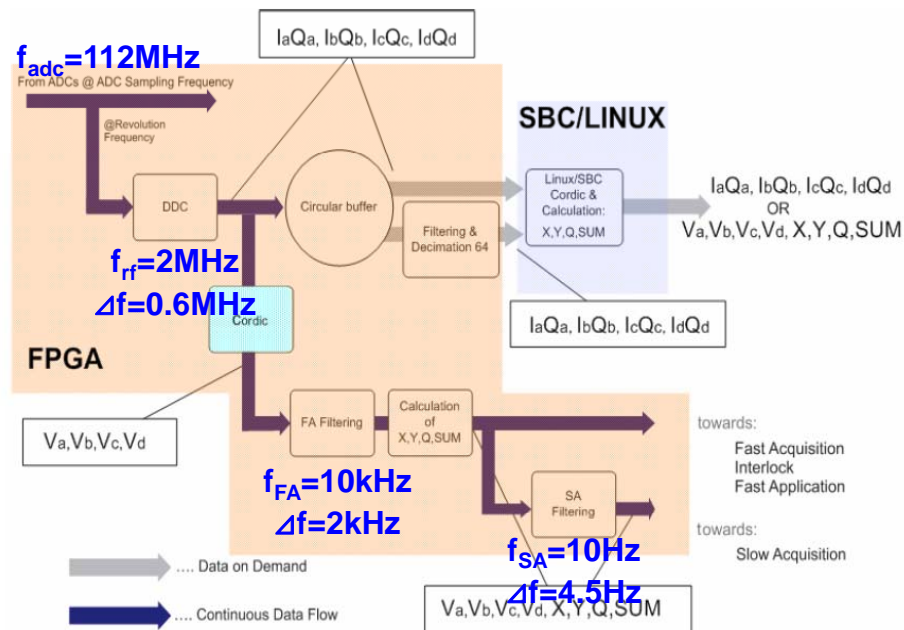 IaQa, IbQb, IcQc, IdQd
fadc=112MHz
From ADCs @ ADC Sampling Frequency
@Revolution
Frequency
SBC/LINUX
DDC
Circular buffer
Linux/SBC
Cordic &
Calculation:
X,Y,Q,SUM
IaQa, IbQb, IcQc, IdQd
OR
Va,Vb,Vc,Vd, X,Y,Q,SUM
Filtering &
Decimation 64
frf=2MHz
⊿f=0.6MHz
Cordic
IaQa, IbQb, IcQc, IdQd
FPGA
Va,Vb,Vc,Vd
FA Filtering
Calculation
of
X,Y,Q,SUM
towards:
Fast Acquisition
Interlock
Fast Application
fFA=10kHz
⊿f=2kHz
SA
Filtering
towards:
Slow Acquisition
fSA=10Hz
⊿f=4.5Hz
.... Data on Demand
.... Continuous Data Flow
Va,Vb,Vc,Vd, X,Y,Q,SUM